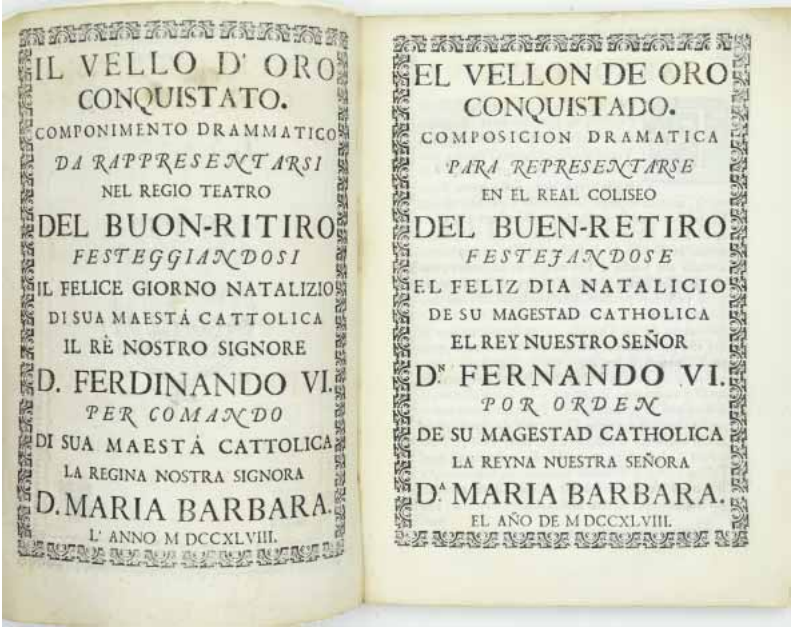 IL VELLO D' ORO
CONQUISTATO.
COMPONIMENTO DRAMMATICO
DA RAPPRESENTARSI
NEL REGIO TEATRO
DEL BUON-RITIRO
FESTEGGIANDOSI
IL FELICE GIORNO NATALIZIO
DI SUA MAESTÁ CATTOLICA
IL RÈ NOSTRO SIGNORE
D. FERDINANDO VI.
PER COMANDO
DI SUA MAESTÁ CATTOLICA
LA REGINA NOSTRA SIGNORA
D. MARIA BARBARA.
L' ANNO M DCCXLVIII.
EL VELLON DE ORO
CONQUISTADO.
COMPOSICION DRAMATICA
PARA REPRESENTARSE
EN EL REAL COLISEO
DEL BUEN-RETIRO
FESTEJANDOSE
EL FELIZ DIA NATALICIO
DE SU MAGESTAD CATHOLICA
EL REY NUESTRO SEÑOR
D.N FERNANDO VI.
POR ORDEN
DE SU MAGESTAD CATHOLICA
LA REYNA NUESTRA SEÑORA
D.A MARIA BARBARA.
EL AÑO DE M DCCXLVIII.